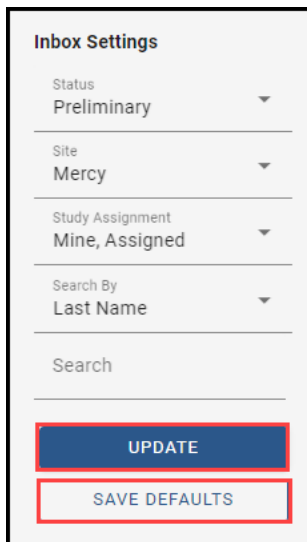 Inbox Settings
Status
Preliminary
Site
Mercy
Study Assignment
Mine, Assigned
Search By
Last Name
Search
UPDATE
SAVE DEFAULTS